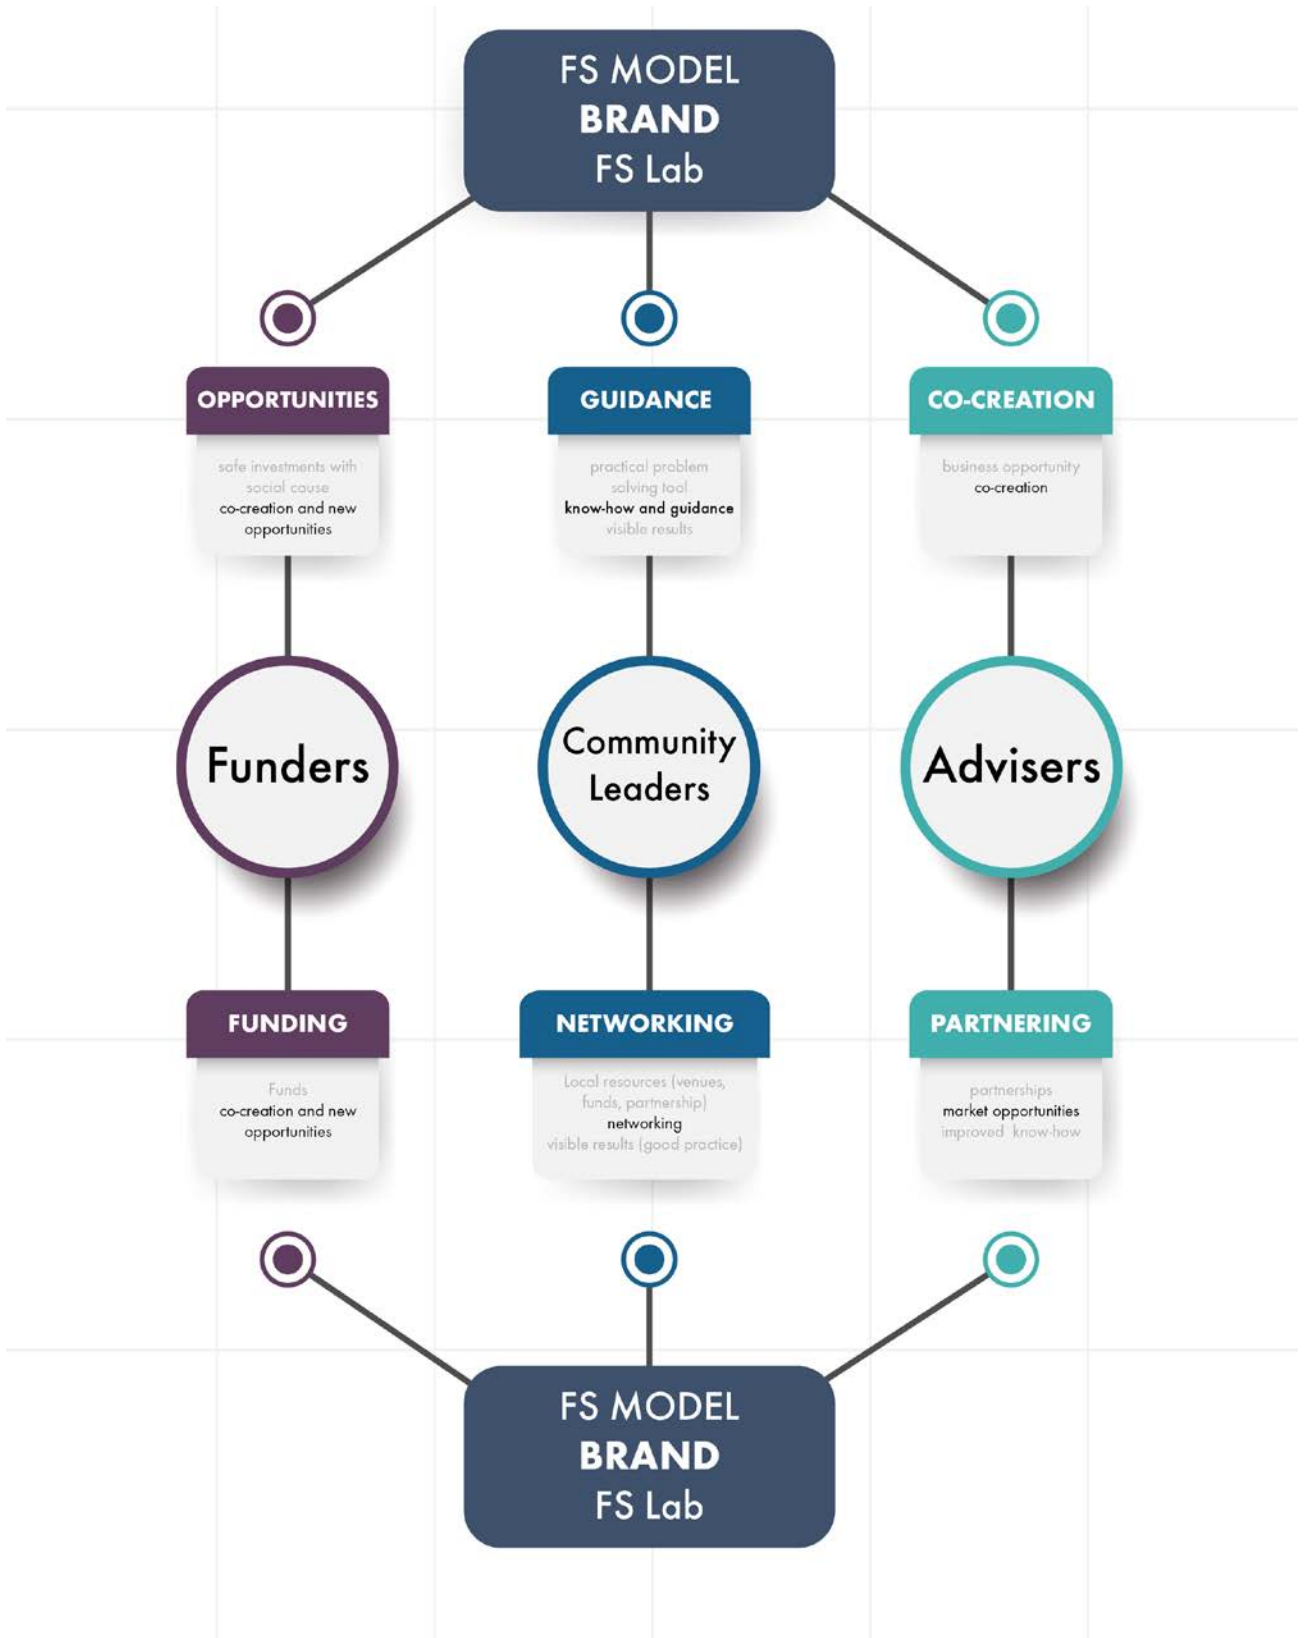 FS MODEL
BRAND
FS Lab
OPPORTUNITIES
safe investments with
social cause
co-creation and new
opportunities
GUIDANCE
practical problem
solving tool
know-how and guidance
visible results
CO-CREATION
business opportunity
co-creation
Funders
Community
Leaders
Advisers
FUNDING
Funds
co-creation and new
opportunities
NETWORKING
Local resources (venues,
funds, partnership)
networking
visible results (good practice)
PARTNERING
partnerships
market opportunities
improved know-how
FS MODEL
BRAND
FS Lab